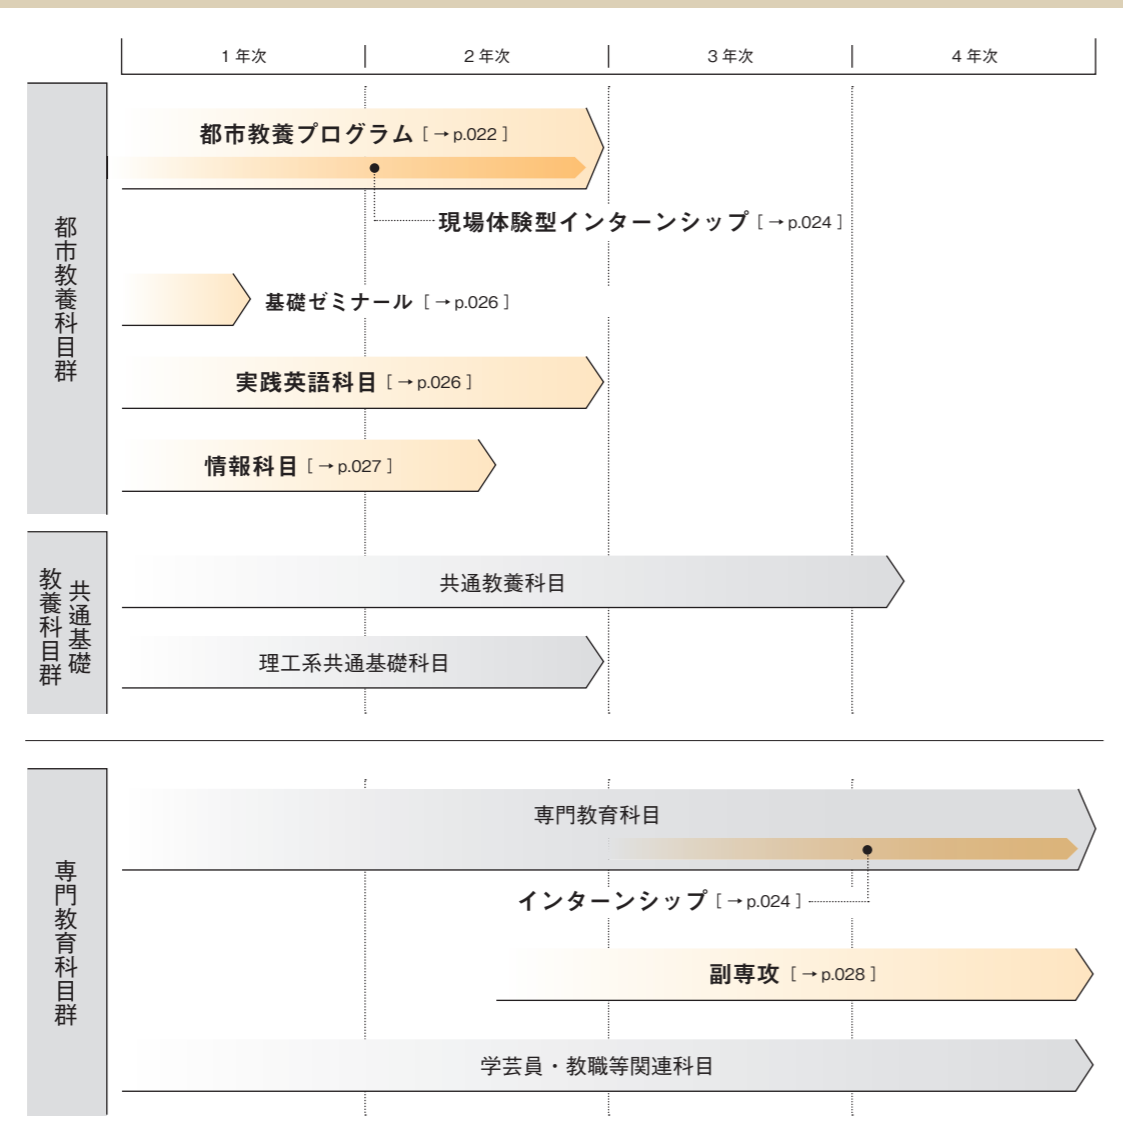 1 年次
2 年次
3 年次
4 年次
都市教養科目群
都市教養プログラム [ →p.022 ]
現場体験型インターンシップ [ →p.024 ]
基礎ゼミナール [ →p.026 ]
実践英語科目 [ →p.026 ]
情報科目 [ →p.027 ]
共通基礎
教養科目群
共通教養科目
理工系共通基礎科目
専門教育科目群
専門教育科目
インターンシップ [ →p.024 ]
副専攻 [ →p.028 ]
学芸員・教職等関連科目